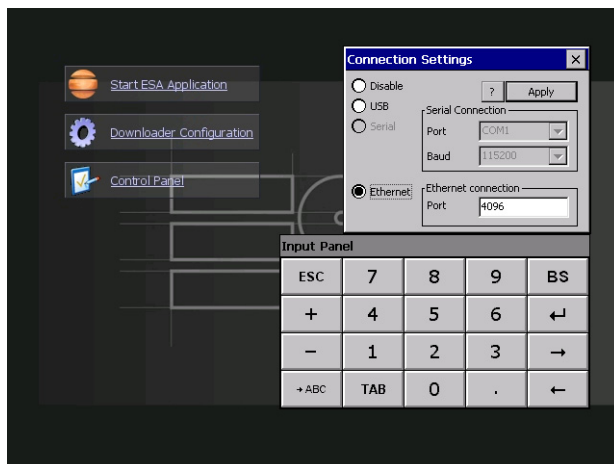 Start ESA Application
Downloader Configuration
Control Panel
Connection Settings
Disable
USB
Serial
Ethernet
? Apply
Serial Connection
Port COM1
Baud 115200
Ethernet connection
Port 4096
Input Panel
ESC 7 8 9 BS
+ 4 5 6 ↵
- 1 2 3 →
→ABC TAB 0 . ←